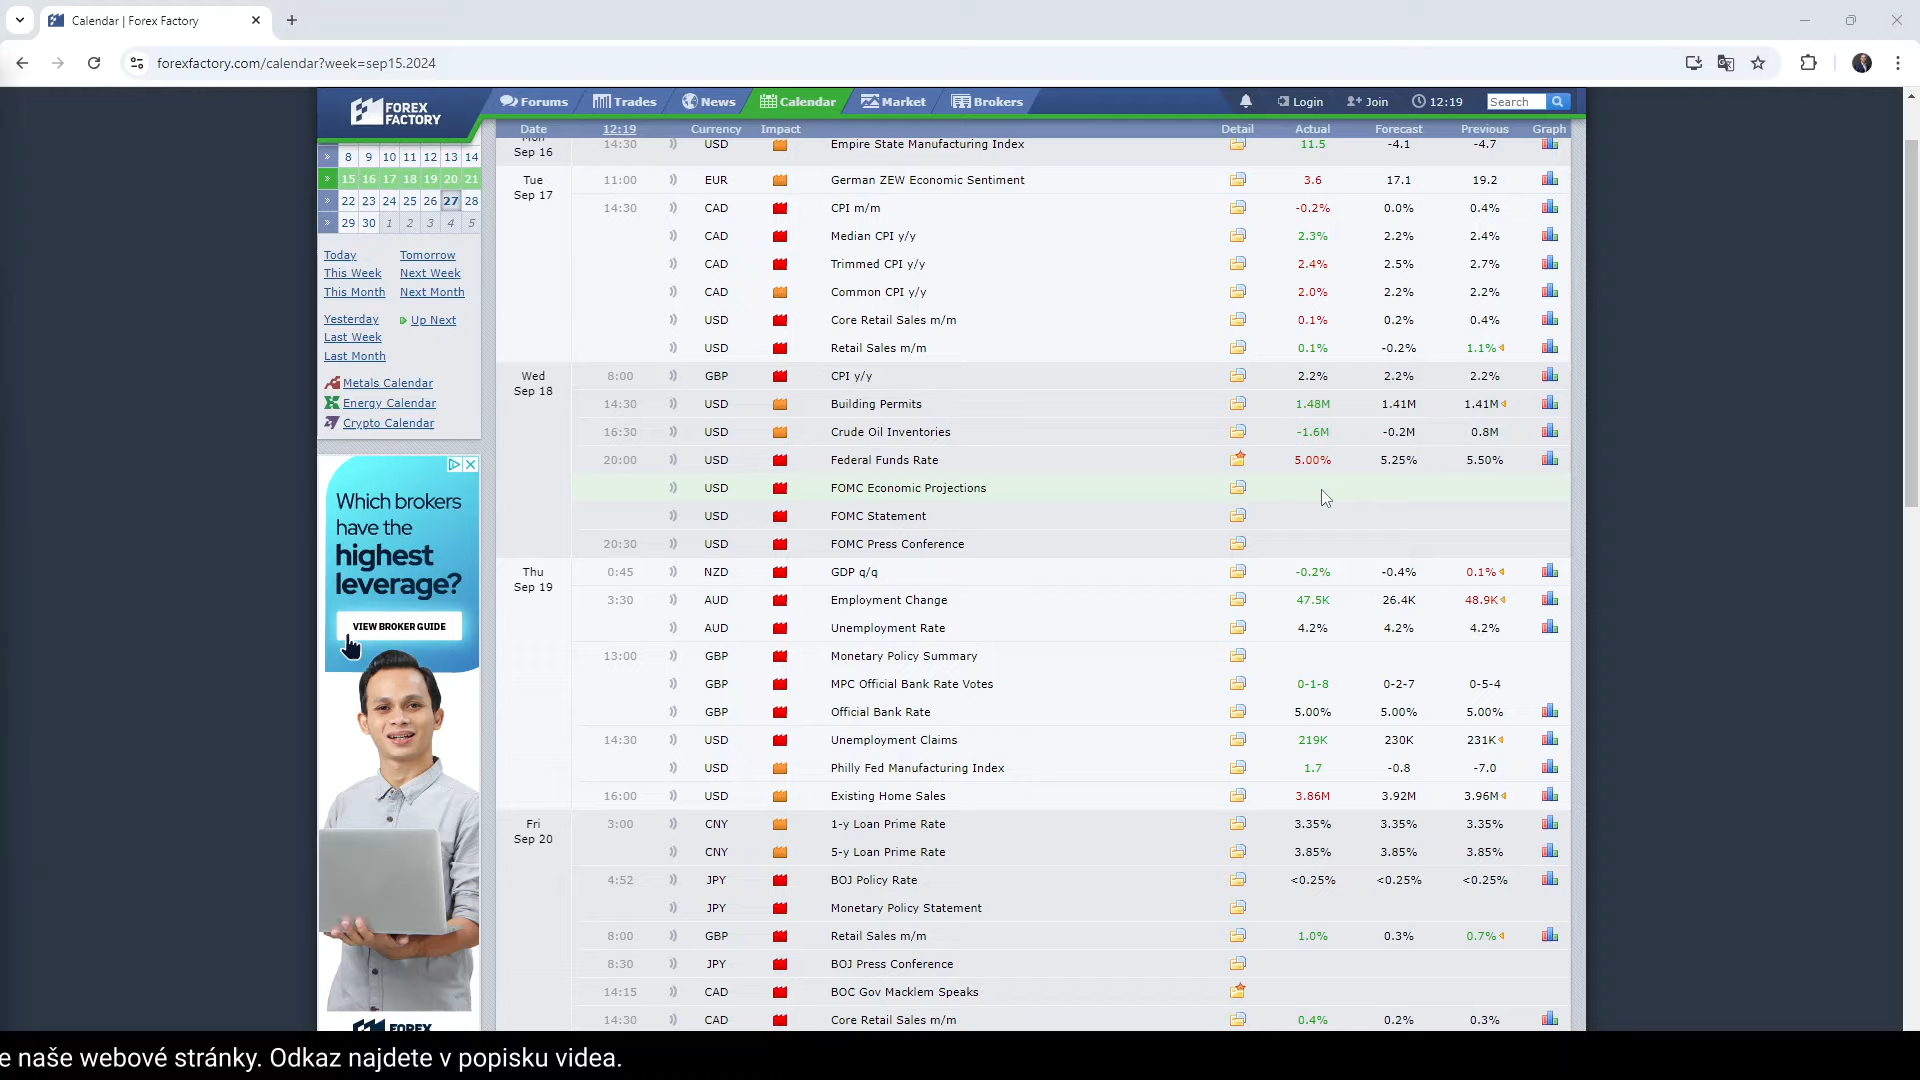 Calendar | Forex Factory
forexfactory.com/calendar?week=sep15.2024
FOREX FACTORY
Forums Trades News Calendar Market Brokers Login Join 12:19 Search
Date 12:19 Currency Impact Detail Actual Forecast Previous Graph
Mon Sep 16 14:30 USD Empire State Manufacturing Index 11.5 -4.1 -4.7
Tue Sep 17 11:00 EUR German ZEW Economic Sentiment 3.6 17.1 19.2
14:30 CAD CPI m/m -0.2% 0.0% 0.4%
CAD Median CPI y/y 2.3% 2.2% 2.4%
CAD Trimmed CPI y/y 2.4% 2.5% 2.7%
CAD Common CPI y/y 2.0% 2.2% 2.2%
USD Core Retail Sales m/m 0.1% 0.2% 0.4%
USD Retail Sales m/m 0.1% -0.2% 1.1%
Wed Sep 18 8:00 GBP CPI y/y 2.2% 2.2% 2.2%
14:30 USD Building Permits 1.48M 1.41M 1.41M
16:30 USD Crude Oil Inventories -1.6M -0.2M 0.8M
20:00 USD Federal Funds Rate 5.00% 5.25% 5.50%
USD FOMC Economic Projections
USD FOMC Statement
20:30 USD FOMC Press Conference
Thu Sep 19 0:45 NZD GDP q/q -0.2% -0.4% 0.1%
3:30 AUD Employment Change 47.5K 26.4K 48.9K
AUD Unemployment Rate 4.2% 4.2% 4.2%
13:00 GBP Monetary Policy Summary
GBP MPC Official Bank Rate Votes 0-1-8 0-2-7 0-5-4
GBP Official Bank Rate 5.00% 5.00% 5.00%
14:30 USD Unemployment Claims 219K 230K 231K
USD Philly Fed Manufacturing Index 1.7 -0.8 -7.0
16:00 USD Existing Home Sales 3.86M 3.92M 3.96M
Fri Sep 20 3:00 CNY 1-y Loan Prime Rate 3.35% 3.35% 3.35%
CNY 5-y Loan Prime Rate 3.85% 3.85% 3.85%
4:52 JPY BOJ Policy Rate <0.25% <0.25% <0.25%
JPY Monetary Policy Statement
8:00 GBP Retail Sales m/m 1.0% 0.3% 0.7%
8:30 JPY BOJ Press Conference
14:15 CAD BOC Gov Macklem Speaks
14:30 CAD Core Retail Sales m/m 0.4% 0.2% 0.3%
» 8 9 10 11 12 13 14
» 15 16 17 18 19 20 21
» 22 23 24 25 26 27 28
» 29 30 1 2 3 4 5
Today Tomorrow
This Week Next Week
This Month Next Month
Yesterday Up Next
Last Week
Last Month
Metals Calendar
Energy Calendar
Crypto Calendar
Which brokers
have the
highest
leverage?
VIEW BROKER GUIDE
FOREX
e naše webové stránky. Odkaz najdete v popisku videa.